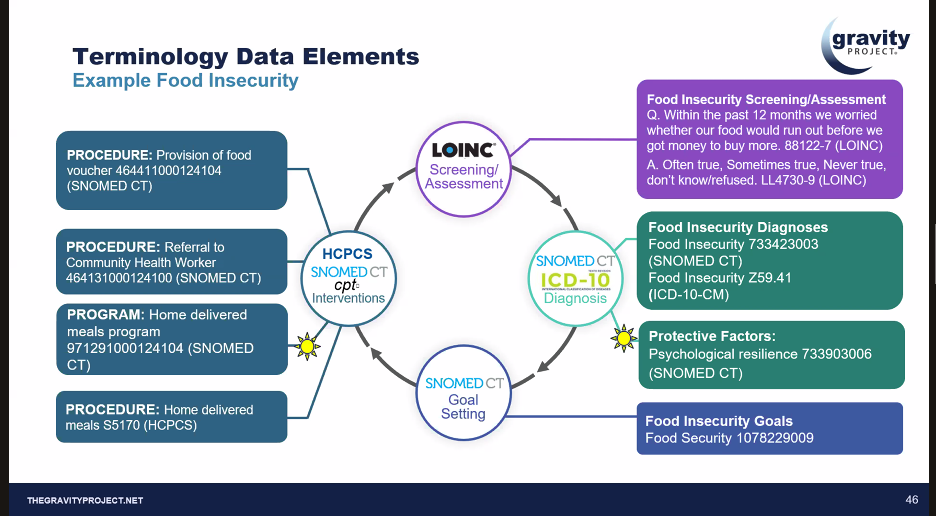 Terminology Data Elements
Example Food Insecurity
gravity
PROJECT
PROCEDURE: Provision of food
voucher 464411000124104
(SNOMED CT)
PROCEDURE: Referral to
Community Health Worker
464131000124100 (SNOMED CT)
PROGRAM: Home delivered
meals program
971291000124104 (SNOMED
CT)
PROCEDURE: Home delivered
meals S5170 (HCPCS)
LOINC
Screening/
Assessment
HCPCS
SNOMED CT
cpt
Interventions
SNOMED CT
ICD-10
INTERNATIONAL CLASSIFICATION OF DISEASES
Diagnosis
SNOMED CT
Goal
Setting
Food Insecurity Screening/Assessment
Q. Within the past 12 months we worried
whether our food would run out before we
got money to buy more. 88122-7 (LOINC)
A. Often true, Sometimes true, Never true,
don't know/refused. LL4730-9 (LOINC)
Food Insecurity Diagnoses
Food Insecurity 733423003
(SNOMED CT)
Food Insecurity Z59.41
(ICD-10-CM)
Protective Factors:
Psychological resilience 733903006
(SNOMED CT)
Food Insecurity Goals
Food Security 1078229009
THEGRAVITYPROJECT.NET
46